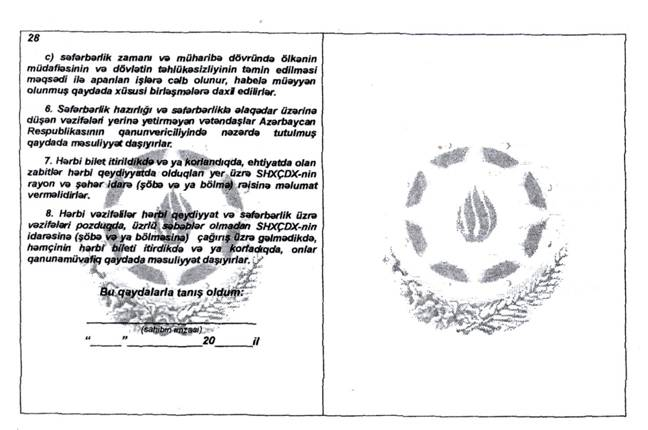 28
c) səfərbərlik zamanı və müharibə dövründə ölkənin
müdafiəsinin və dövlətin təhlükəsizliyinin təmin edilməsi
məqsədi ilə aparılan işlərə cəlb olunur, habelə müəyyən
olunmuş qaydada xüsusi birləşmələrə daxil edilirlər.
6. Səfərbərlik hazırlığı və səfərbərliklə əlaqədar üzərinə
düşən vəzifələri yerinə yetirməyən vətəndaşlar Azərbaycan
Respublikasının qanunvericiliyində nəzərdə tutulmuş
qaydada məsuliyyət daşıyırlar.
7. Hərbi bilet itirildikdə və ya korlandıqda, ehtiyatda olan
zabitlər hərbi qeydiyyatda olduqları yer üzrə SHXÇDX-nin
rayon və şəhər idarə (şöbə və ya bölmə) rəisinə məlumat
verməlidirlər.
8. Hərbi vəzifəlilər hərbi qeydiyyat və səfərbərlik üzrə
vəzifələri pozduqda, üzrlü səbəblər olmadan SHXÇDX-nin
idarəsinə (şöbə və ya bölməsinə) çağırış üzrə gəlmədikdə,
həmçinin hərbi bileti itirdikdə və ya korladıqda, onlar
qanunamüvafiq qaydada məsuliyyət daşıyırlar.
Bu qaydalarla tanış oldum:
(sahibin imzası)
“_____”____________20______il